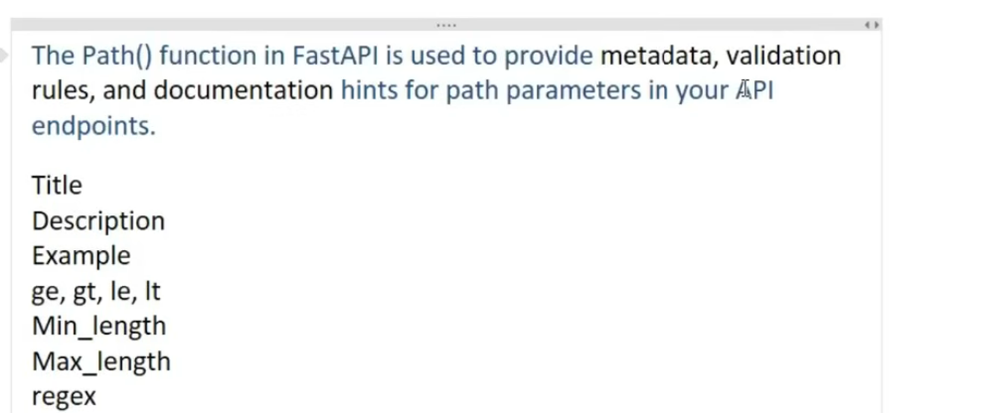 The Path() function in FastAPI is used to provide metadata, validation
rules, and documentation hints for path parameters in your API
endpoints.
Title
Description
Example
ge, gt, le, lt
Min_length
Max_length
regex